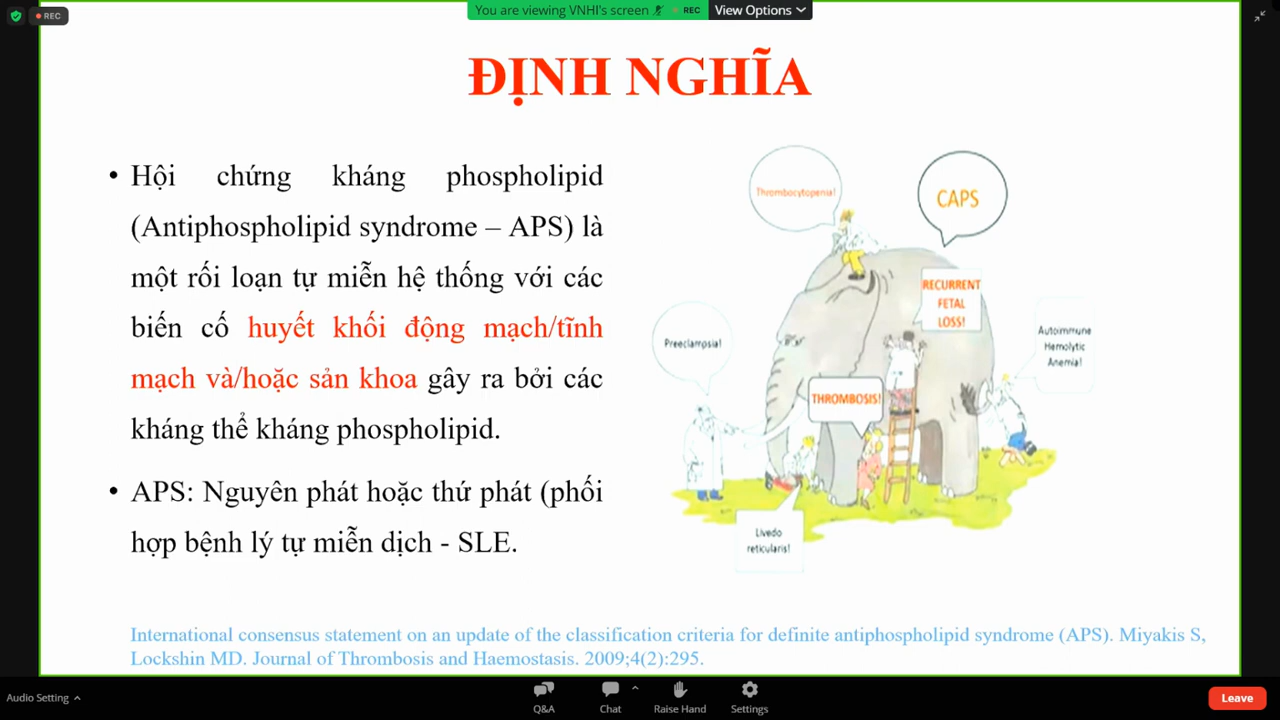 REC
You are viewing VNHI's screen
REC
View Options
ĐỊNH NGHĨA
• Hội chứng kháng phospholipid
(Antiphospholipid syndrome – APS) là
một rối loạn tự miễn hệ thống với các
biến cố huyết khối động mạch/tĩnh
mạch và/hoặc sản khoa gây ra bởi các
kháng thể kháng phospholipid.
• APS: Nguyên phát hoặc thứ phát (phối
hợp bệnh lý tự miễn dịch - SLE.
Thrombocytopenia!
CAPS
RECURRENT
FETAL
LOSS!
Preeclampsia!
Autoimmune
Hemolytic
Anemia!
THROMBOSIS!
Livedo
reticularis!
International consensus statement on an update of the classification criteria for definite antiphospholipid syndrome (APS). Miyakis S,
Lockshin MD. Journal of Thrombosis and Haemostasis. 2009;4(2):295.
Audio Setting
Q&A
Chat
Raise Hand
Settings
Leave